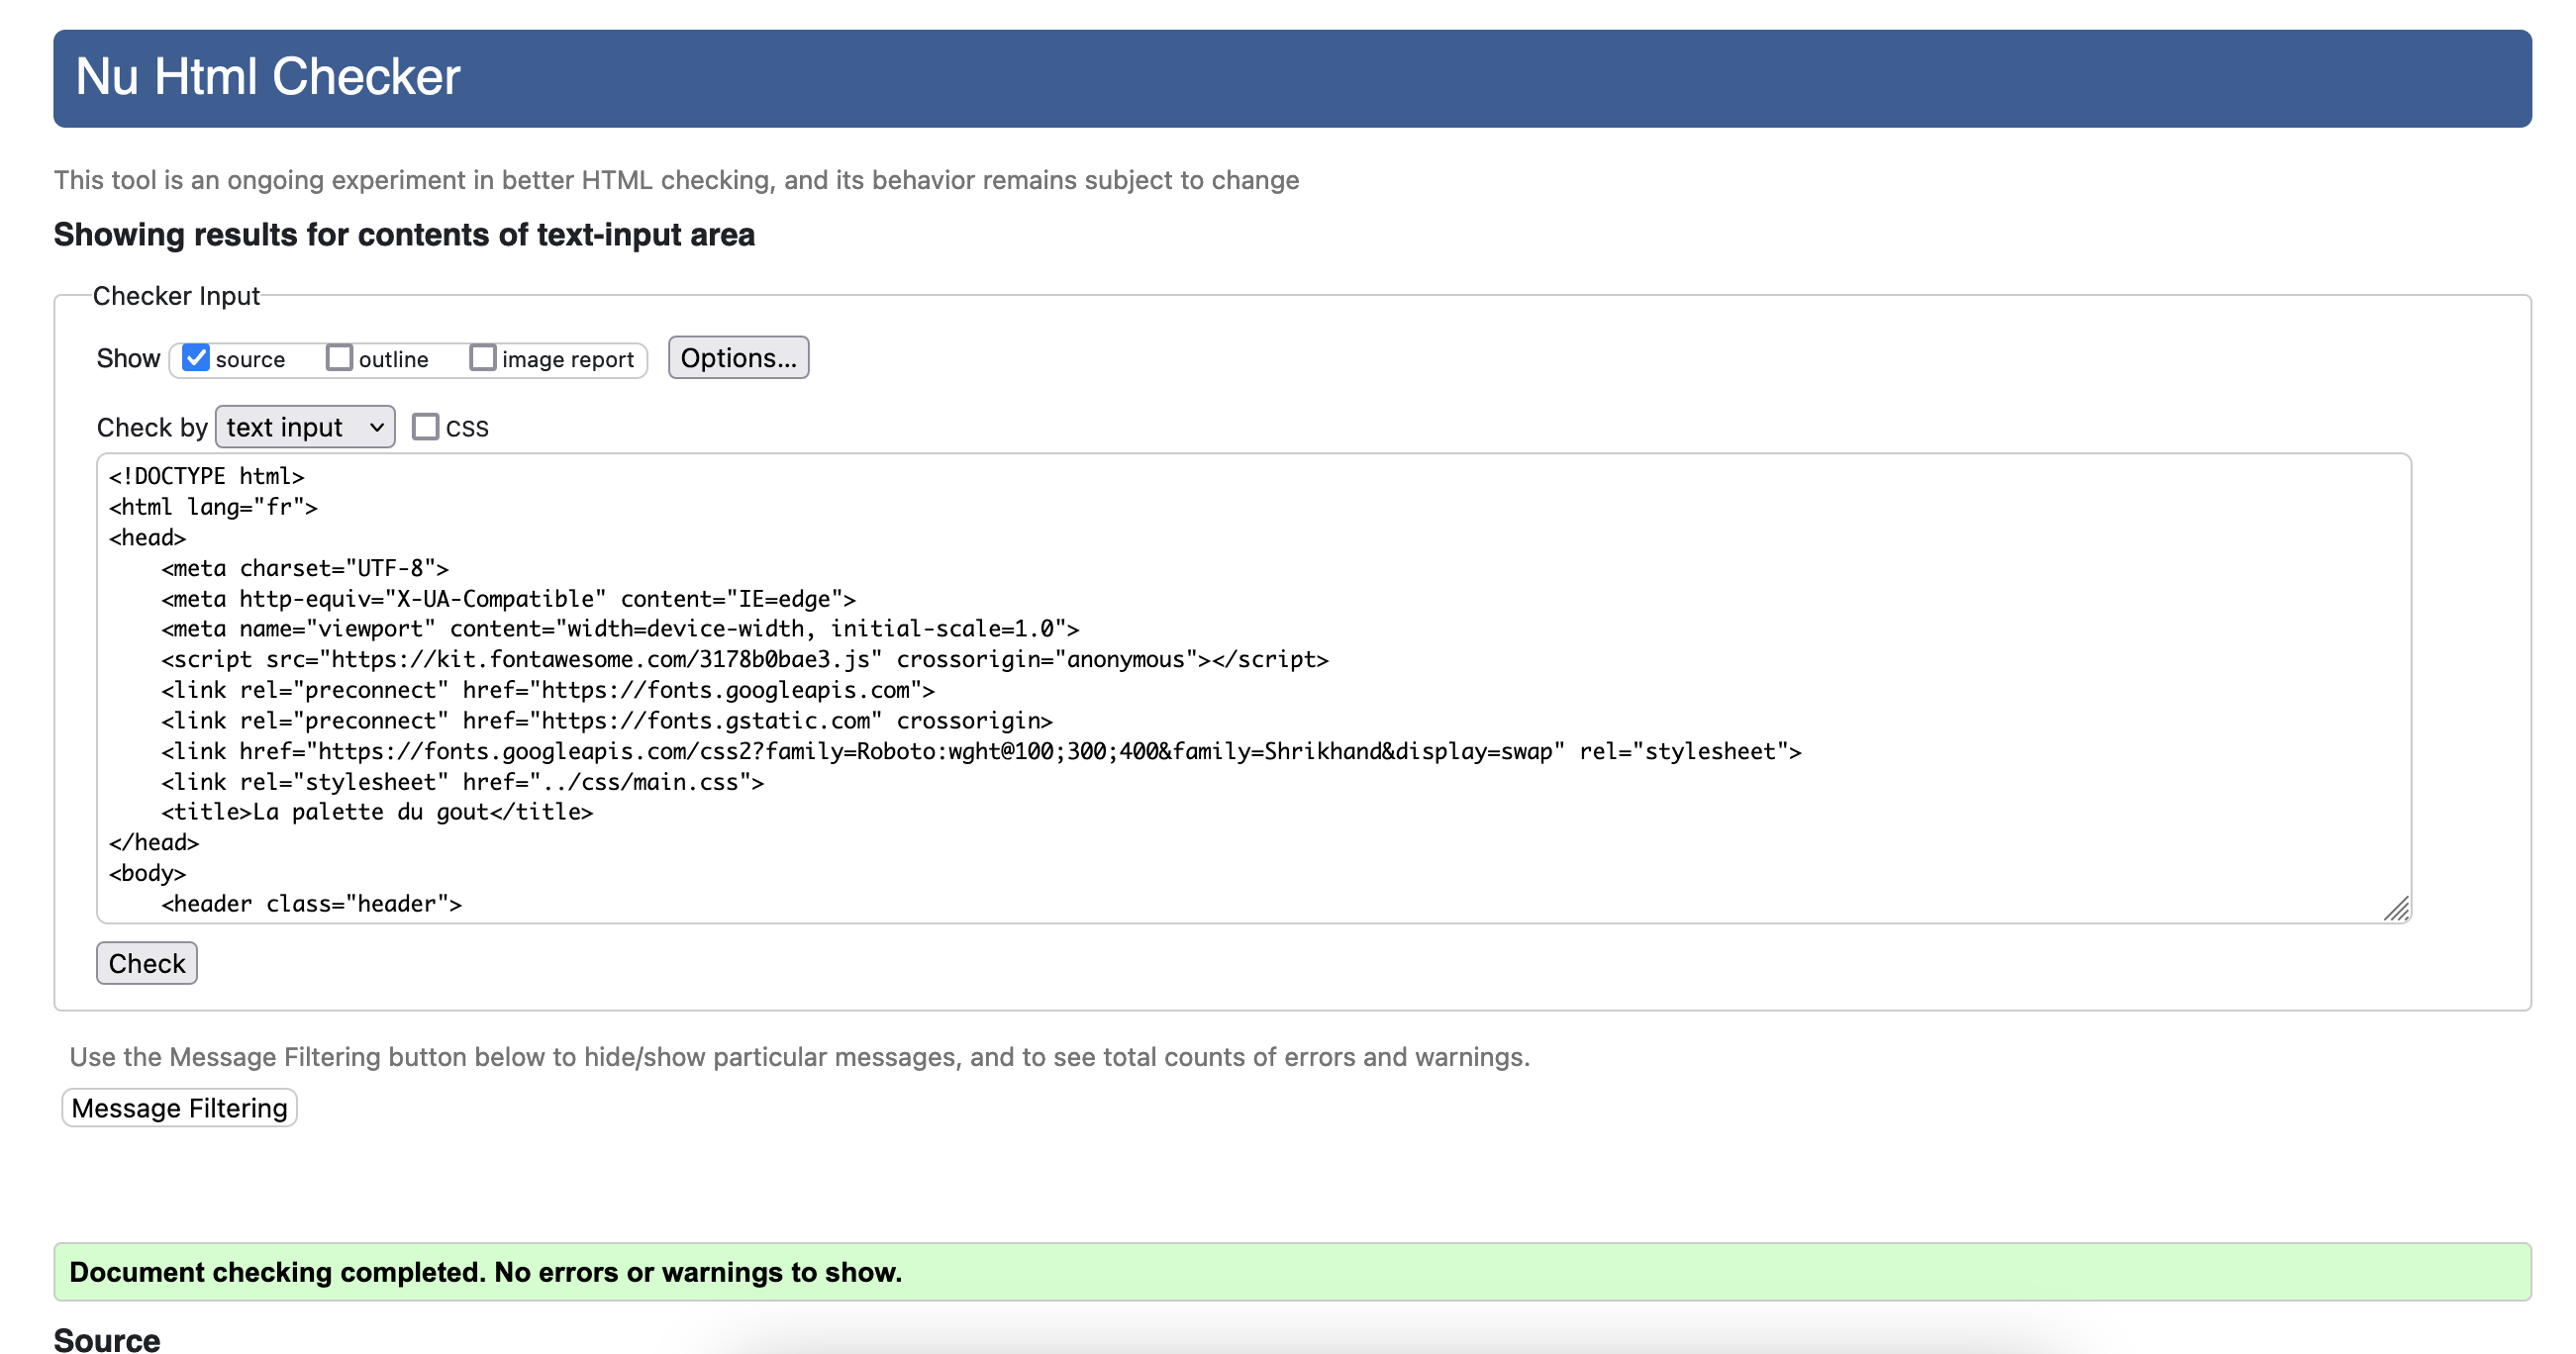 Nu Html Checker
This tool is an ongoing experiment in better HTML checking, and its behavior remains subject to change
Showing results for contents of text-input area
Checker Input
Show source outline image report Options...
Check by text input css
<!DOCTYPE html>
<html lang="fr">
<head>
    <meta charset="UTF-8">
    <meta http-equiv="X-UA-Compatible" content="IE=edge">
    <meta name="viewport" content="width=device-width, initial-scale=1.0">
    <script src="https://kit.fontawesome.com/3178b0bae3.js" crossorigin="anonymous"></script>
    <link rel="preconnect" href="https://fonts.googleapis.com">
    <link rel="preconnect" href="https://fonts.gstatic.com" crossorigin>
    <link href="https://fonts.googleapis.com/css2?family=Roboto:wght@100;300;400&family=Shrikhand&display=swap" rel="stylesheet">
    <link rel="stylesheet" href="../css/main.css">
    <title>La palette du gout</title>
</head>
<body>
    <header class="header">
Check
Use the Message Filtering button below to hide/show particular messages, and to see total counts of errors and warnings.
Message Filtering
Document checking completed. No errors or warnings to show.
Source